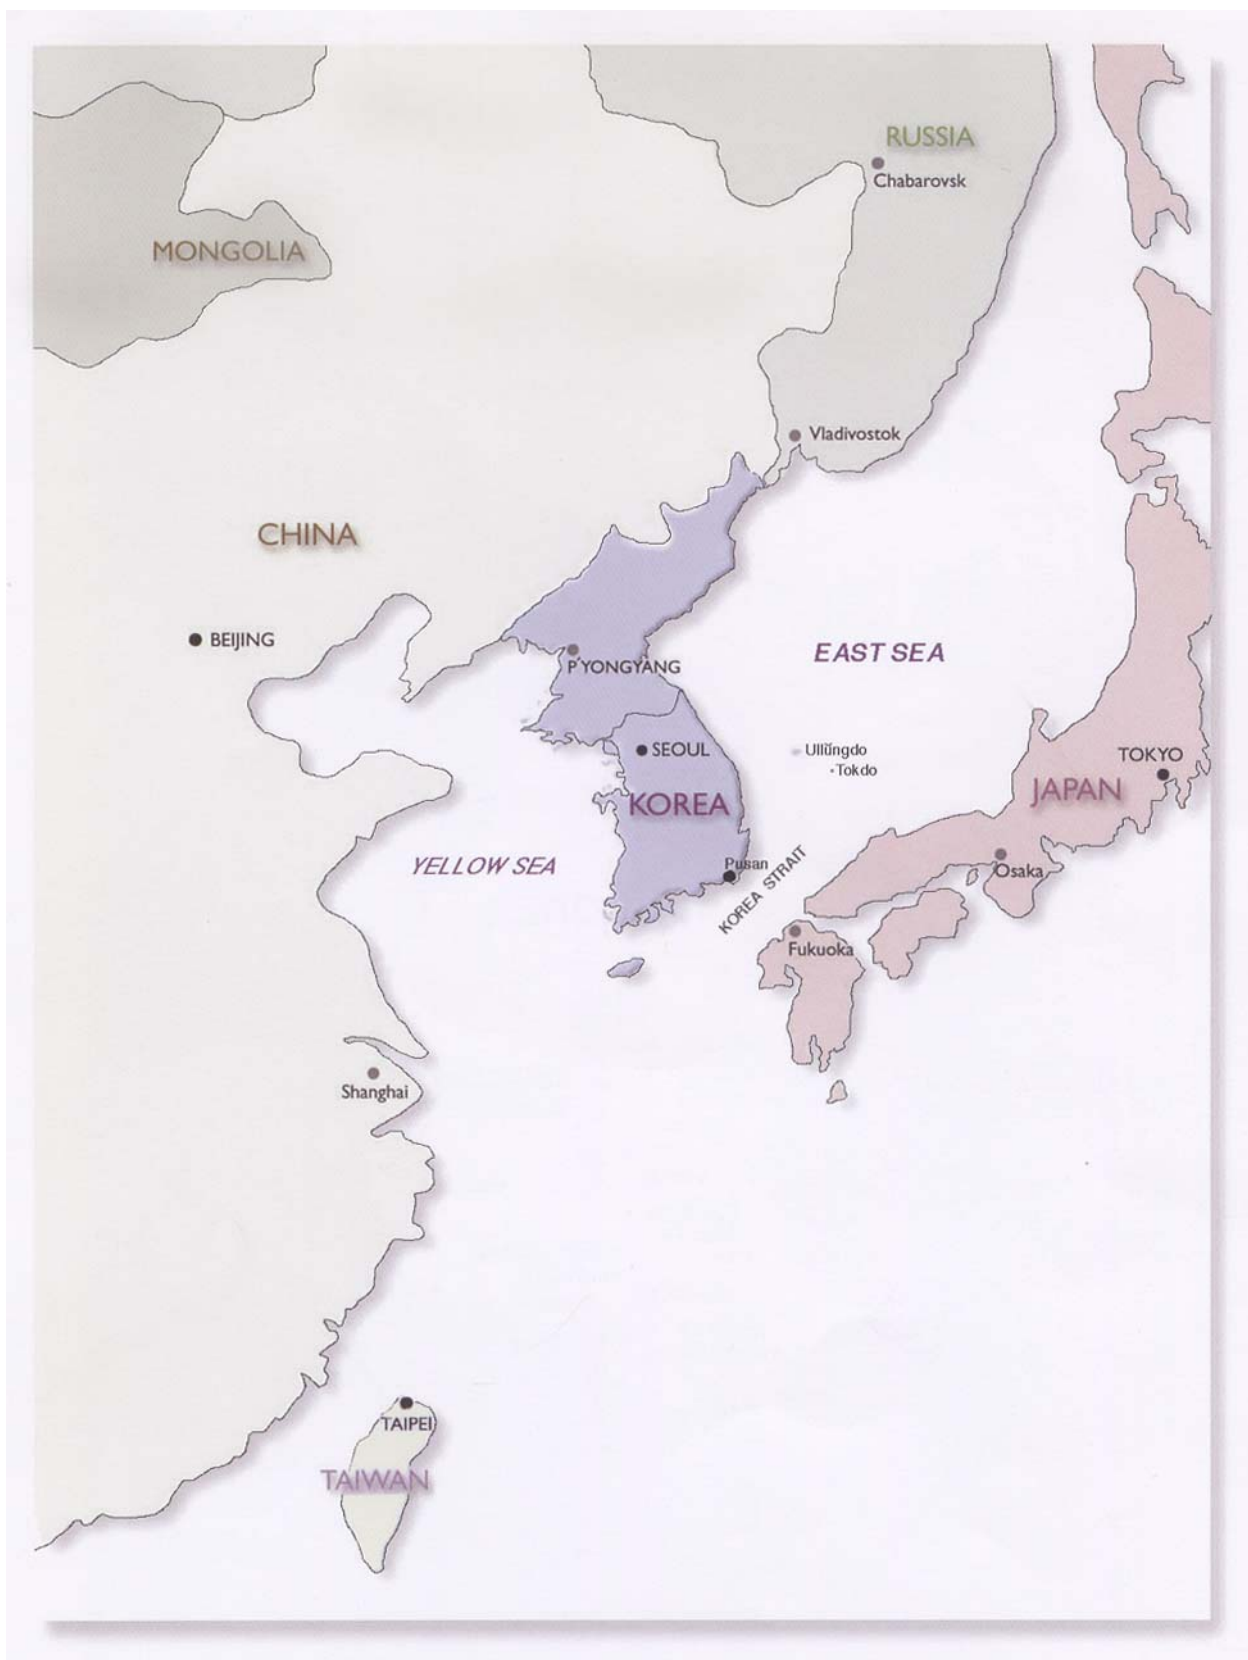 RUSSIA
Chabarovsk
MONGOLIA
Vladivostok
CHINA
BEIJING
EAST SEA
P'YONGYANG
SEOUL
Ullŭngdo
TOKYO
Tokdo
JAPAN
KOREA
YELLOW SEA
Pusan
KOREA STRAIT
Osaka
Fukuoka
Shanghai
TAIPEI
TAIWAN